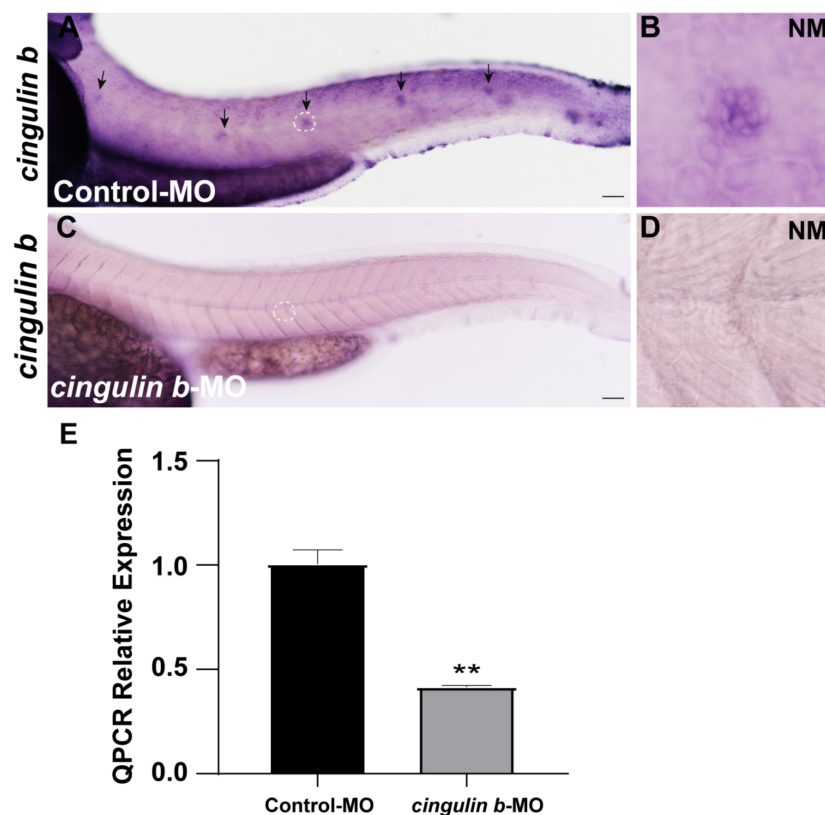 A
B
NM
cingulin b
Control-MO
C
D
NM
cingulin b
cingulin b-MO
E
QPCR Relative Expression
1.5
1.0
0.5
0.0
**
Control-MO
cingulin b-MO